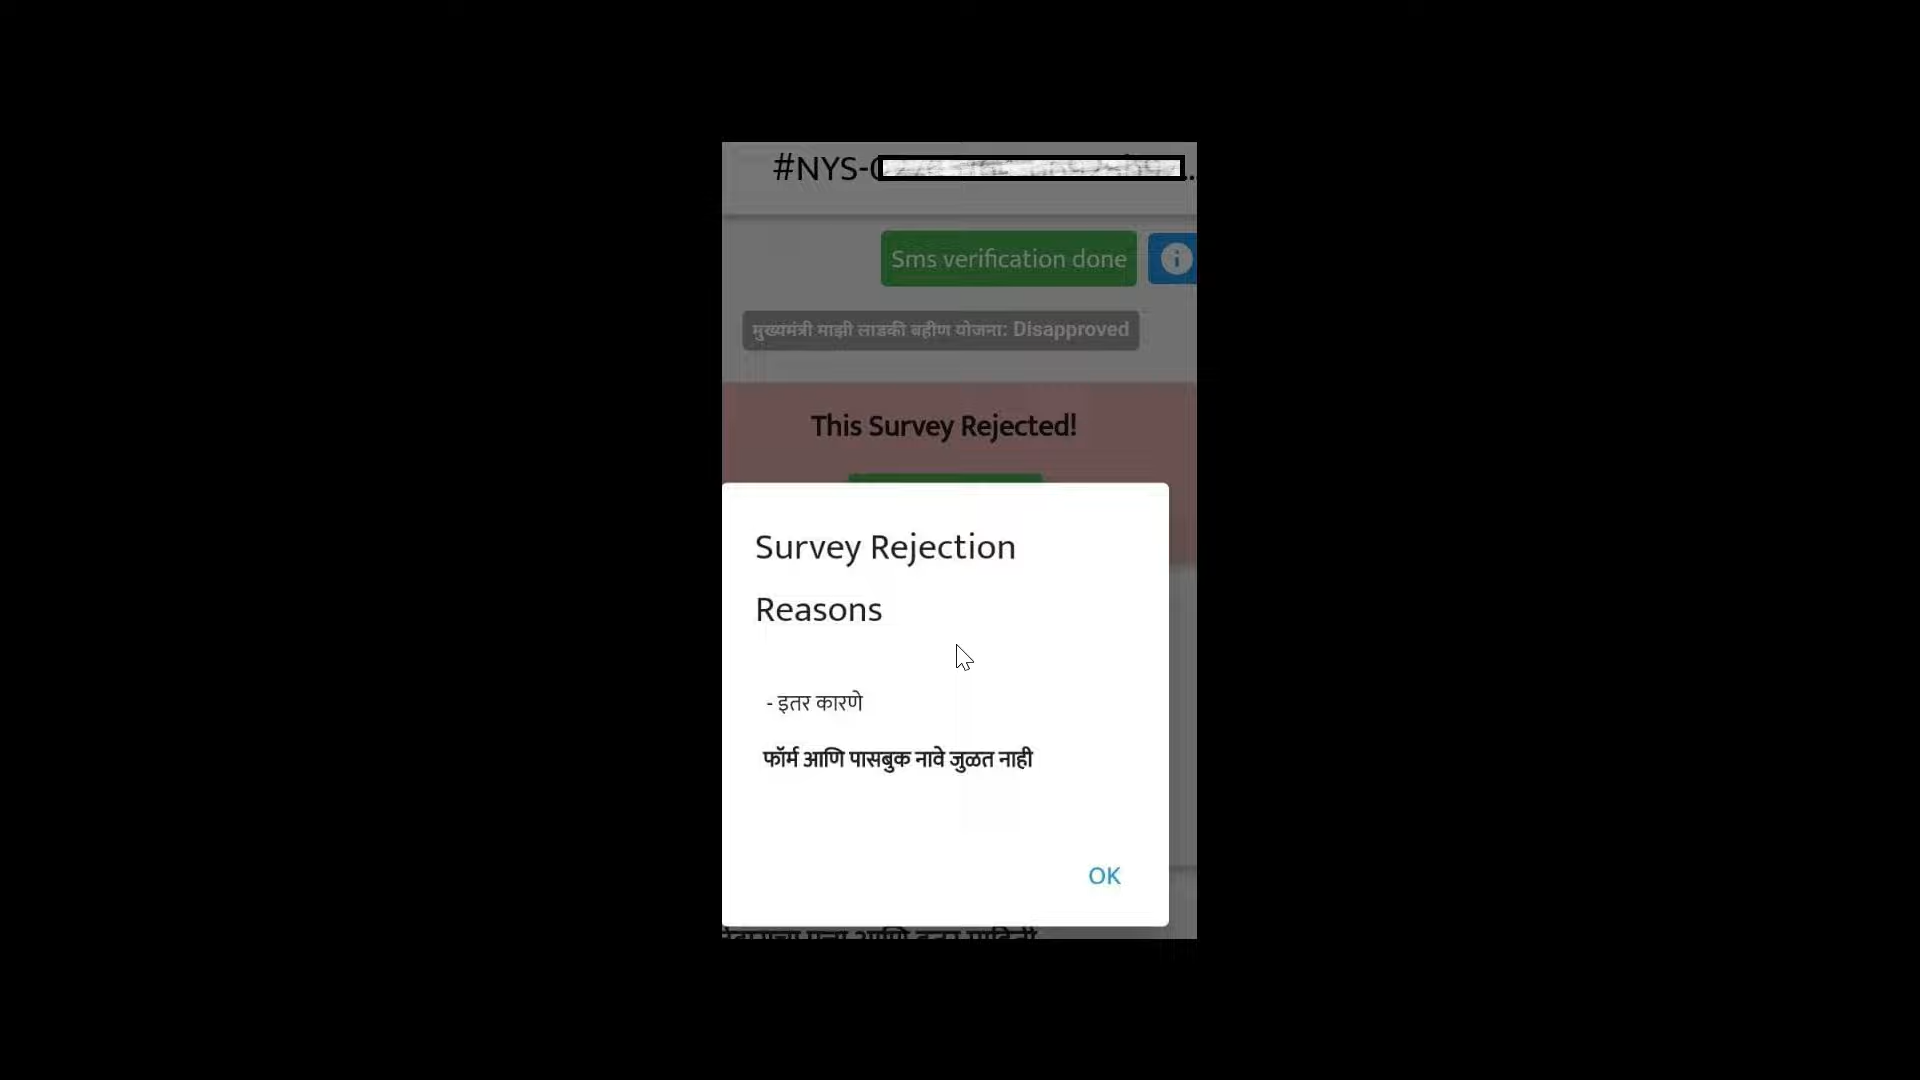 #NYS-
Sms verification done
मुख्यमंत्री माझी लाडकी बहीण योजना: Disapproved
This Survey Rejected!
Survey Rejection
Reasons
- इतर कारणे
फॉर्म आणि पासबुक नावे जुळत नाही
OK